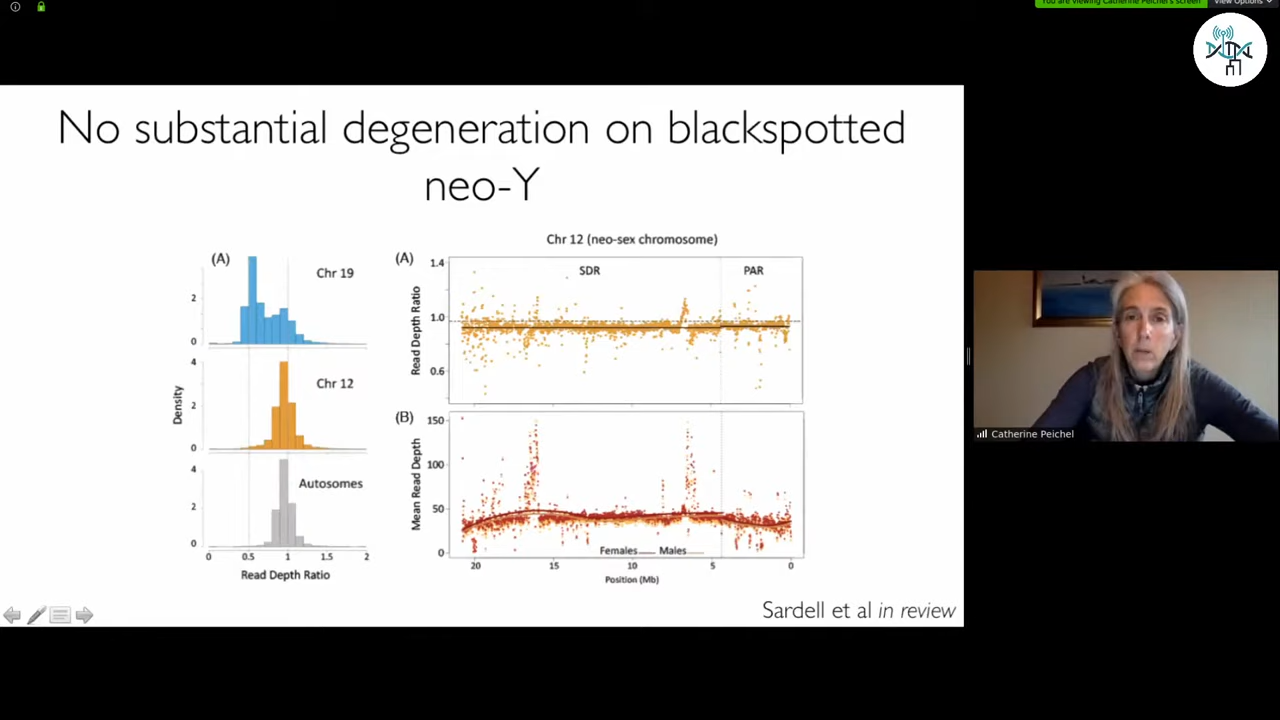 You are viewing Catherine Peichel's screen
View Options
No substantial degeneration on blackspotted
neo-Y
(A)
Chr 19
2
0
4
Chr 12
2
0
4
Autosomes
2
0
Density
0 0.5 1 1.5 2
Read Depth Ratio
Chr 12 (neo-sex chromosome)
(A)
1.4
SDR PAR
1.0
0.6
Read Depth Ratio
(B)
150
100
50
0
Mean Read Depth
Females Males
20 15 10 5 0
Position (Mb)
Sardell et al in review
Catherine Peichel